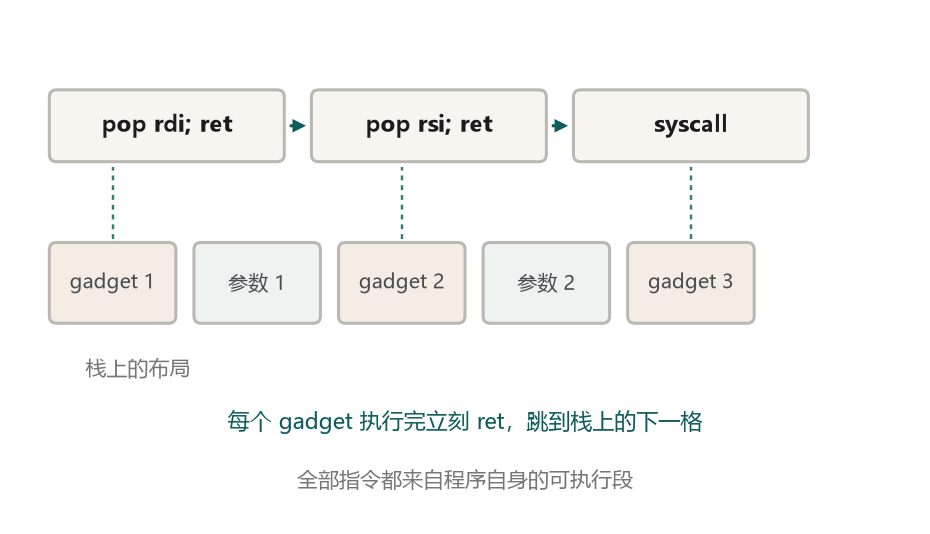 pop rdi; ret
pop rsi; ret
syscall
gadget 1
参数 1
gadget 2
参数 2
gadget 3
栈上的布局
每个 gadget 执行完立刻 ret，跳到栈上的下一格
全部指令都来自程序自身的可执行段